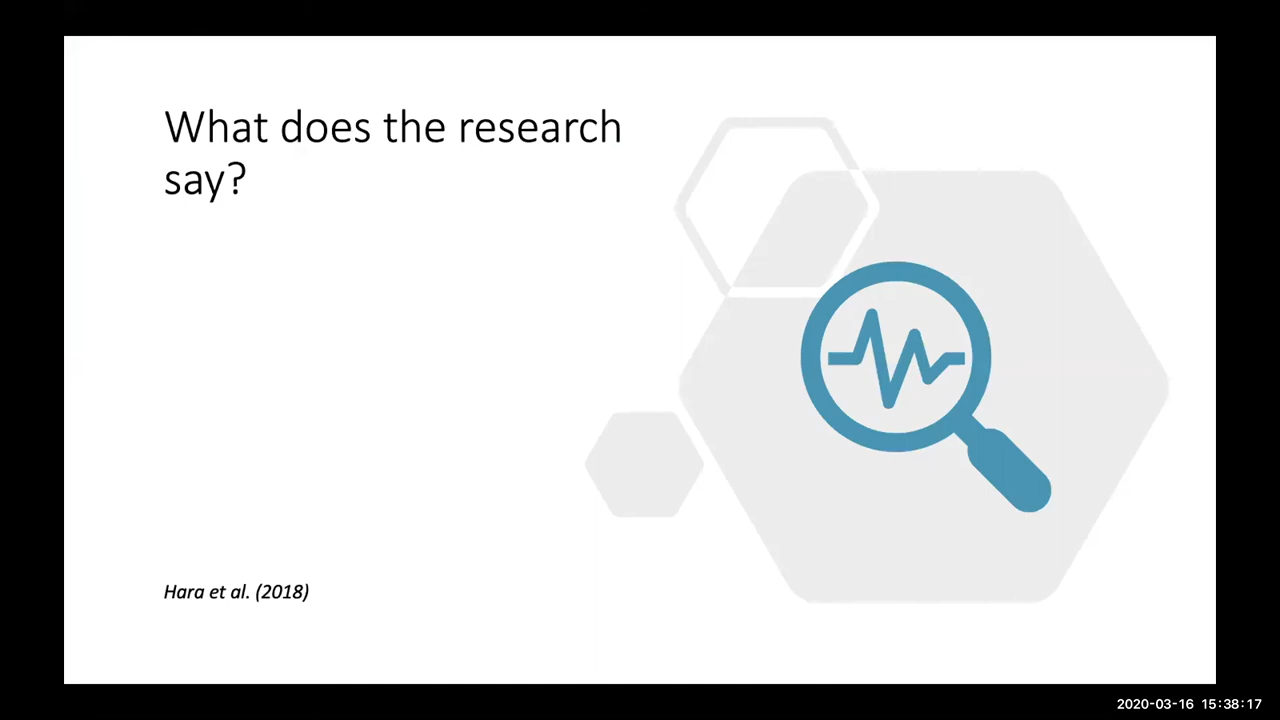 What does the research
say?
Hara et al. (2018)
2020-03-16 15:38:17